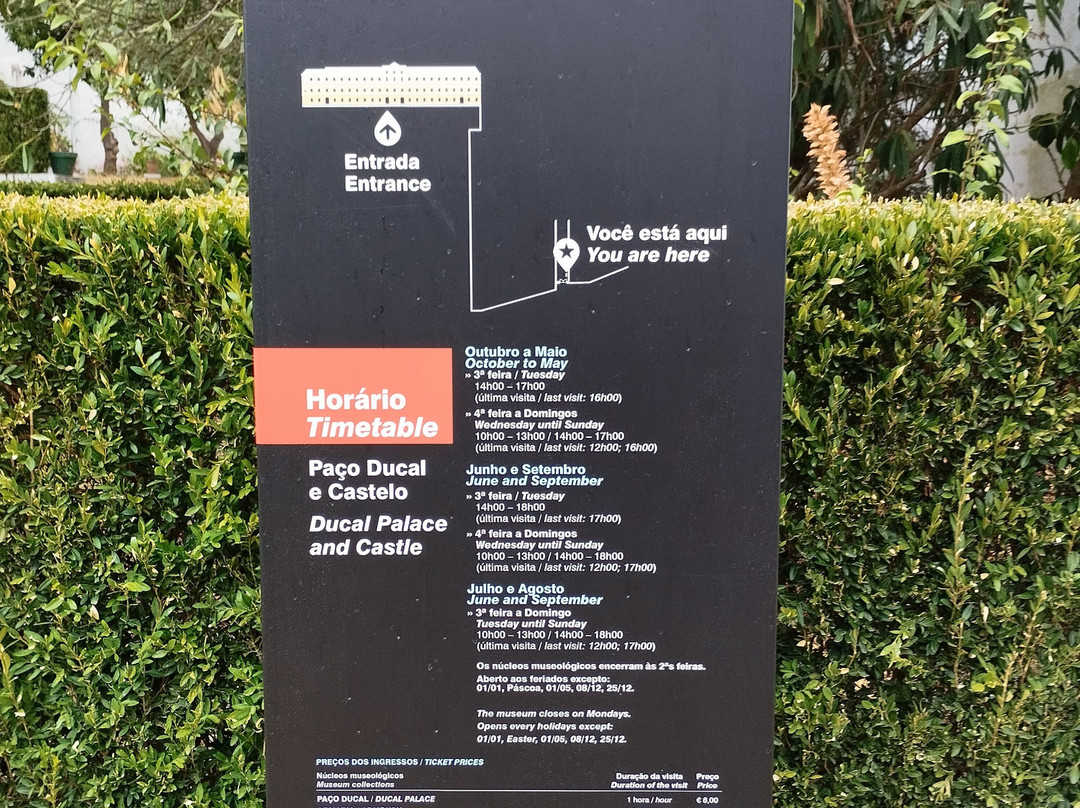 Entrada
Entrance
Você está aqui
You are here
Horário
Timetable
Paço Ducal
e Castelo
Ducal Palace
and Castle
Outubro a Maio
October to May
» 3ª feira / Tuesday
14h00 – 17h00
(última visita / last visit: 16h00)
» 4ª feira a Domingos
Wednesday until Sunday
10h00 – 13h00 / 14h00 – 17h00
(última visita / last visit: 12h00; 16h00)
Junho e Setembro
June and September
» 3ª feira / Tuesday
14h00 – 18h00
(última visita / last visit: 17h00)
» 4ª feira a Domingos
Wednesday until Sunday
10h00 – 13h00 / 14h00 – 18h00
(última visita / last visit: 12h00; 17h00)
Julho e Agosto
June and September
» 3ª feira a Domingo
Tuesday until Sunday
10h00 – 13h00 / 14h00 – 18h00
(última visita / last visit: 12h00; 17h00)
Os núcleos museológicos encerram às 2ªs feiras.
Aberto aos feriados excepto:
01/01, Páscoa, 01/05, 08/12, 25/12.
The museum closes on Mondays.
Opens every holidays except:
01/01, Easter, 01/05, 08/12, 25/12.
PREÇOS DOS INGRESSOS / TICKET PRICES
Núcleos museológicos Duração da visita Preço
Museum collections Duration of the visit Price
PAÇO DUCAL / DUCAL PALACE 1 hora / hour € 8,00